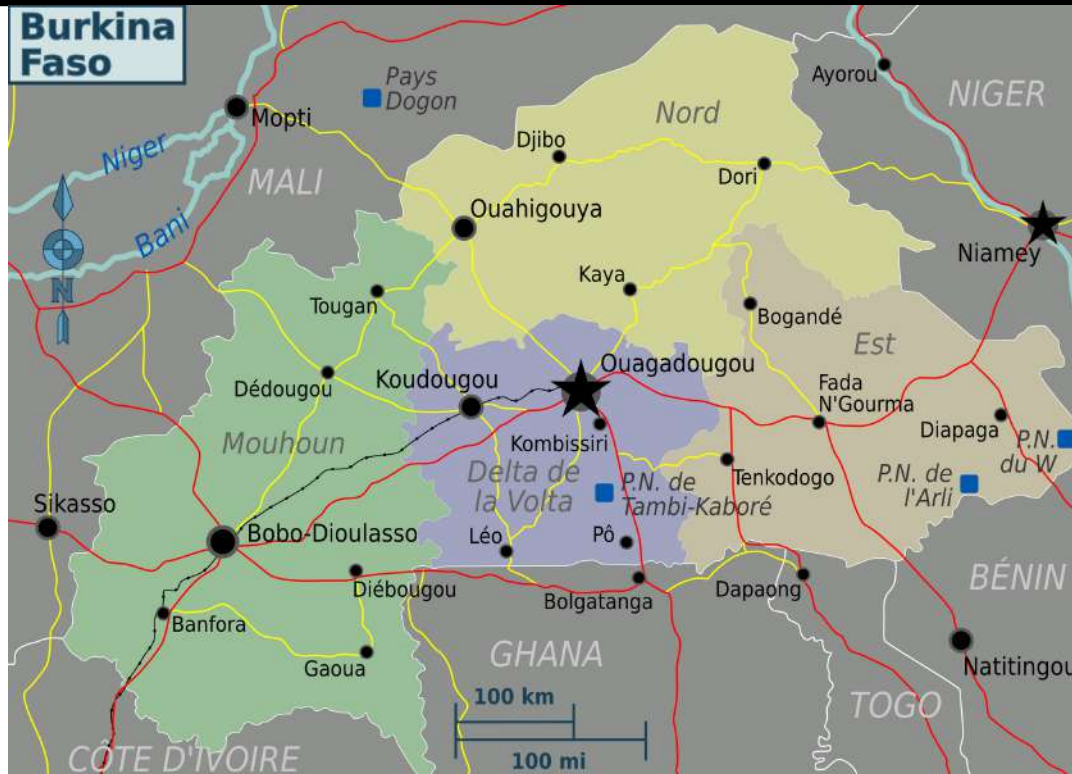 Burkina
Faso
Ayorou
NIGER
Pays
Dogon
Nord
Mopti
Niger
Djibo
MALI
Dori
Ouahigouya
Bani
Niamey
N
Kaya
Tougan
Bogandé
Est
Ouagadougou
Koudougou
Dédougou
Fada
N'Gourma
Diapaga
P.N.
du W
Mouhoun
Kombissiri
Delta de
la Volta
P.N. de
Tambi-Kaboré
Tenkodogo
P.N. de
l'Arli
Sikasso
Bobo-Dioulasso
Léo
Pô
BÉNIN
Diébougou
Bolgatanga
Dapaong
Banfora
Gaoua
GHANA
Natitingou
100 km
TOGO
100 mi
CÔTE D'IVOIRE